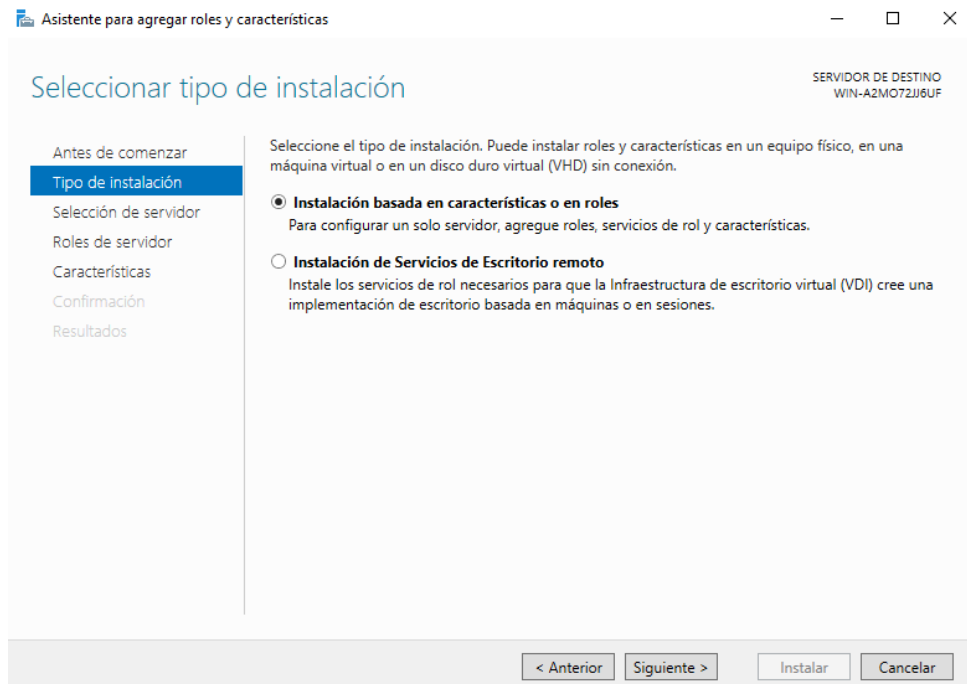 Asistente para agregar roles y características
Seleccionar tipo de instalación
SERVIDOR DE DESTINO
WIN-A2MO72JJ6UF
Antes de comenzar
Tipo de instalación
Selección de servidor
Roles de servidor
Características
Confirmación
Resultados
Seleccione el tipo de instalación. Puede instalar roles y características en un equipo físico, en una
máquina virtual o en un disco duro virtual (VHD) sin conexión.
Instalación basada en características o en roles
Para configurar un solo servidor, agregue roles, servicios de rol y características.
Instalación de Servicios de Escritorio remoto
Instale los servicios de rol necesarios para que la Infraestructura de escritorio virtual (VDI) cree una
implementación de escritorio basada en máquinas o en sesiones.
< Anterior
Siguiente >
Instalar
Cancelar